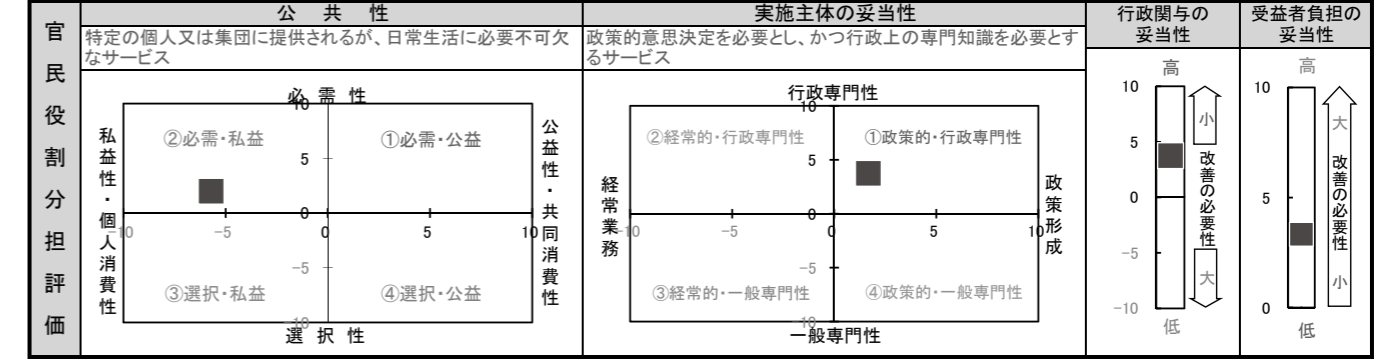 官民役割分担評価
公共性
特定の個人又は集団に提供されるが、日常生活に必要不可欠
なサービス
必需性
10
②必需・私益
①必需・公益
5
私益性・個人消費性
公益性・共同消費性
0
-10
-5
0
5
10
-5
③選択・私益
④選択・公益
-10
選択性
実施主体の妥当性
政策的意思決定を必要とし、かつ行政上の専門知識を必要とす
るサービス
行政専門性
10
②経常的・行政専門性
①政策的・行政専門性
5
経常業務
政策形成
0
-10
-5
0
5
10
-5
③経常的・一般専門性
④政策的・一般専門性
-10
一般専門性
行政関与の
妥当性
高
10
小
5
改善の必要性
0
-5
大
-10
低
受益者負担の
妥当性
高
10
大
改善の必要性
5
小
0
低